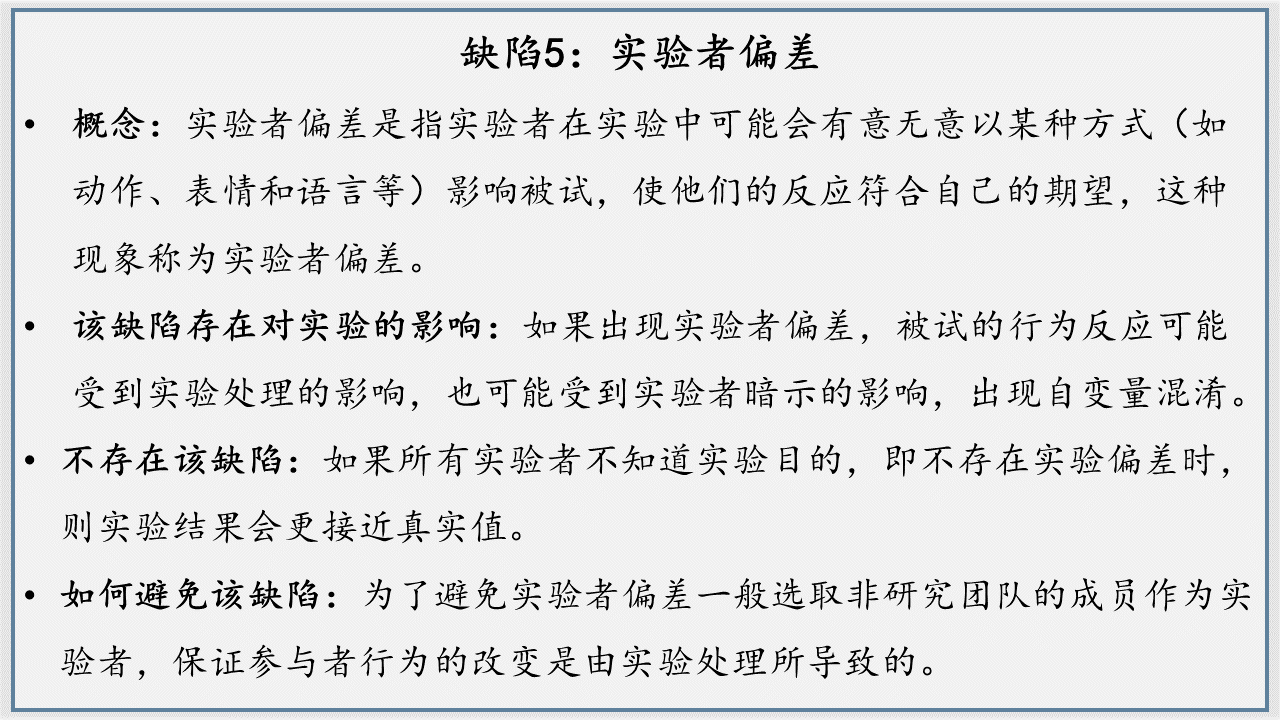 缺陷5：实验者偏差
• 概念：实验者偏差是指实验者在实验中可能会有意无意以某种方式（如
动作、表情和语言等）影响被试，使他们的反应符合自己的期望，这种
现象称为实验者偏差。
• 该缺陷存在对实验的影响：如果出现实验者偏差，被试的行为反应可能
受到实验处理的影响，也可能受到实验者暗示的影响，出现自变量混淆。
• 不存在该缺陷：如果所有实验者不知道实验目的，即不存在实验偏差时，
则实验结果会更接近真实值。
• 如何避免该缺陷：为了避免实验者偏差一般选取非研究团队的成员作为实
验者，保证参与者行为的改变是由实验处理所导致的。